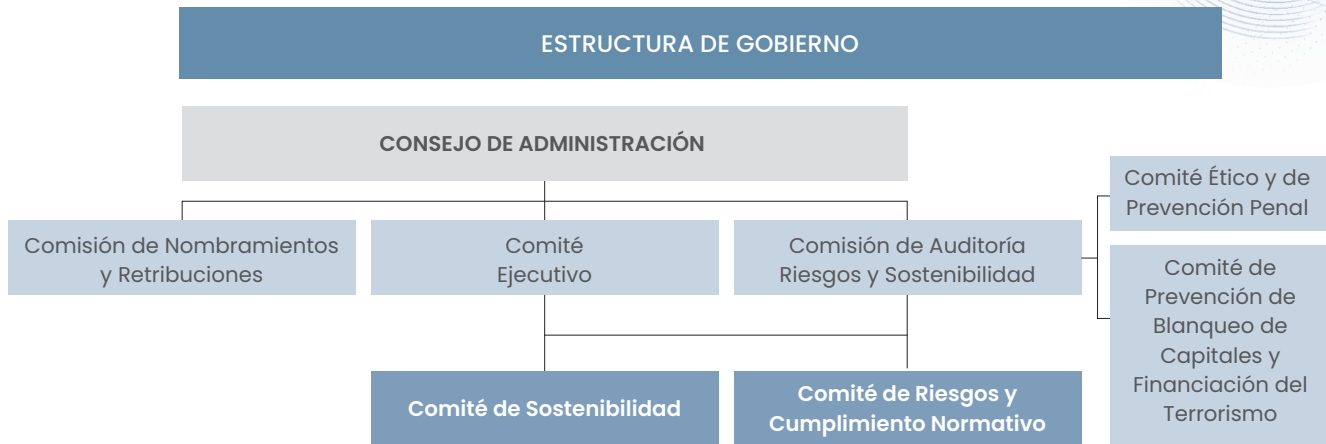 ESTRUCTURA DE GOBIERNO
CONSEJO DE ADMINISTRACIÓN
Comisión de Nombramientos
y Retribuciones
Comité
Ejecutivo
Comisión de Auditoría
Riesgos y Sostenibilidad
Comité Ético y de
Prevención Penal
Comité de
Prevención de
Blanqueo de
Capitales y
Financiación del
Terrorismo
Comité de Sostenibilidad
Comité de Riesgos y
Cumplimiento Normativo